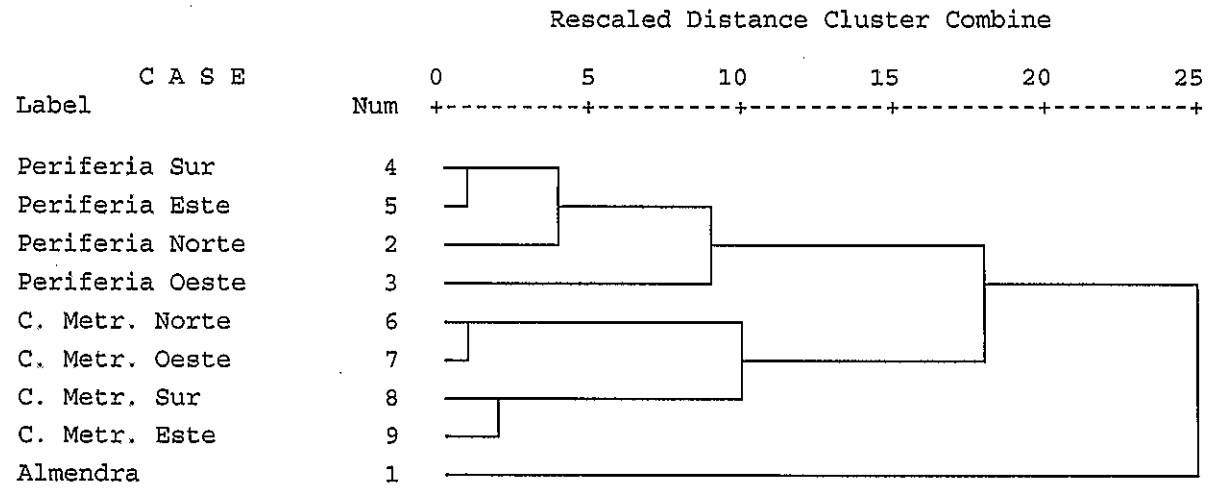 Rescaled Distance Cluster Combine
C A S E 0 5 10 15 20 25
Label Num +---------+---------+---------+---------+---------+
Periferia Sur 4
Periferia Este 5
Periferia Norte 2
Periferia Oeste 3
C. Metr. Norte 6
C. Metr. Oeste 7
C. Metr. Sur 8
C. Metr. Este 9
Almendra 1